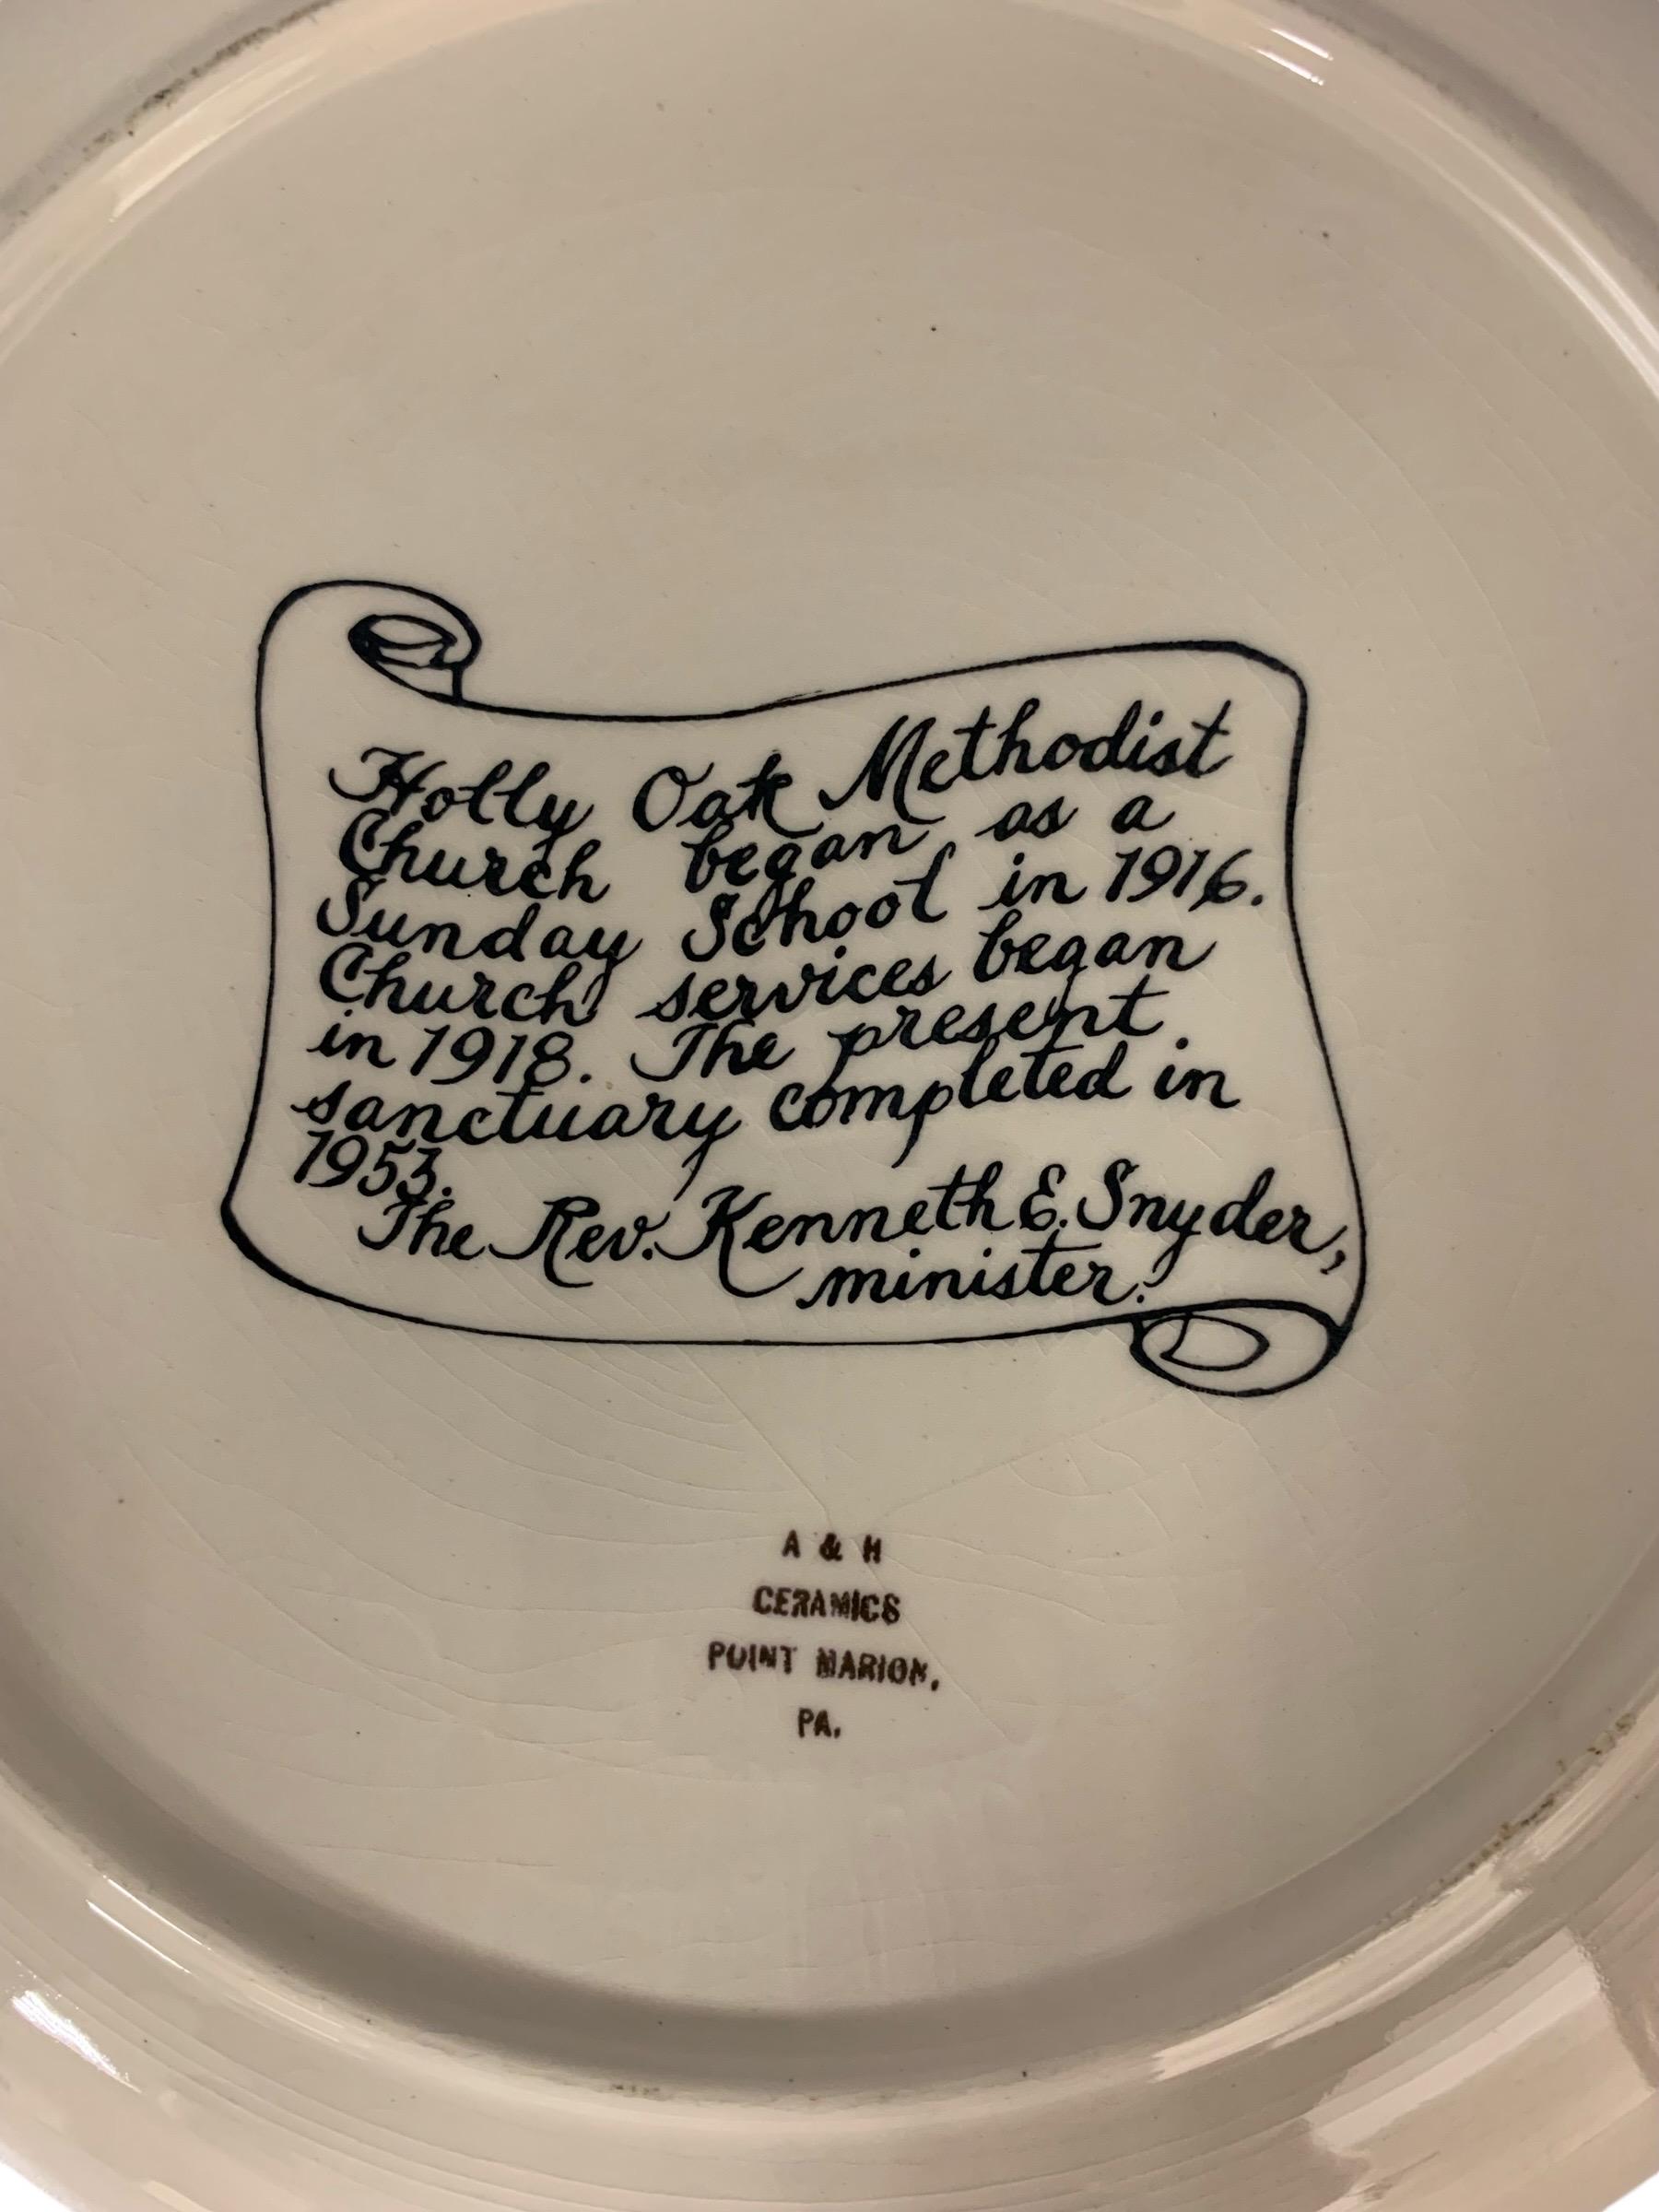 Holly Oak Methodist
Church began as a
Sunday School in 1916.
Church services began
in 1918. The present
sanctuary completed in
1953.
The Rev. Kenneth E. Snyder,
minister.
A & H
CERAMICS
POINT MARION,
PA.